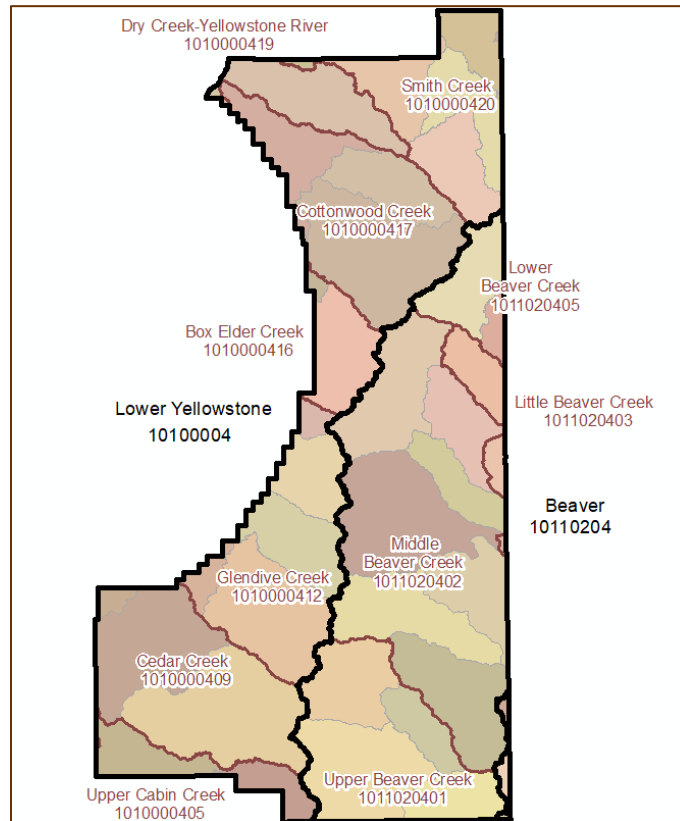 Dry Creek-Yellowstone River
1010000419
Smith Creek
1010000420
Cottonwood Creek
1010000417
Lower
Beaver Creek
1011020405
Box Elder Creek
1010000416
Lower Yellowstone
10100004
Little Beaver Creek
1011020403
Beaver
10110204
Middle
Beaver Creek
1011020402
Glendive Creek
1010000412
Cedar Creek
1010000409
Upper Beaver Creek
1011020401
Upper Cabin Creek
1010000405